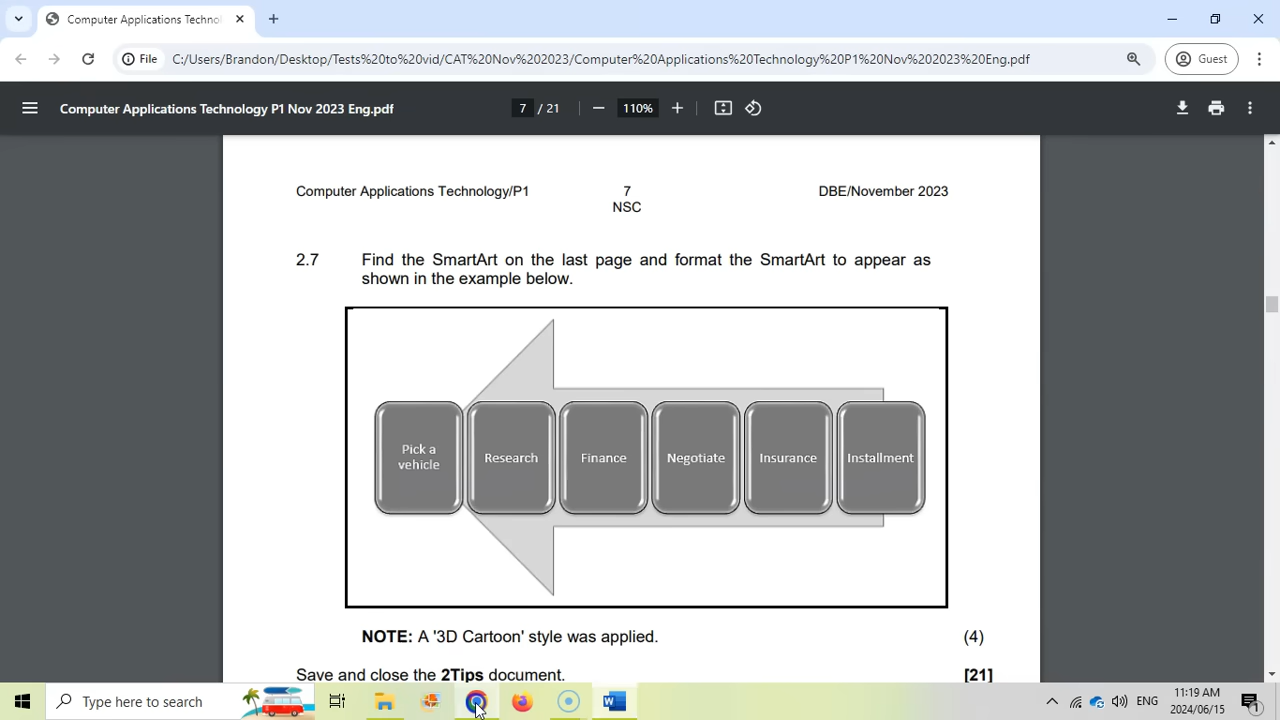 Computer Applications Techno
File
C:/Users/Brandon/Desktop/Tests%20to%20vid/CAT%20Nov%202023/Computer%20Applications%20Technology%20P1%20Nov%202023%20Eng.pdf
Guest
Computer Applications Technology P1 Nov 2023 Eng.pdf
7 / 21
110%
Computer Applications Technology/P1
7
DBE/November 2023
NSC
2.7 Find the SmartArt on the last page and format the SmartArt to appear as
shown in the example below.
Pick a
vehicle
Research
Finance
Negotiate
Insurance
Installment
NOTE: A '3D Cartoon' style was applied. (4)
Save and close the 2Tips document. [21]
Type here to search
ENG
11:19 AM
2024/06/15
1